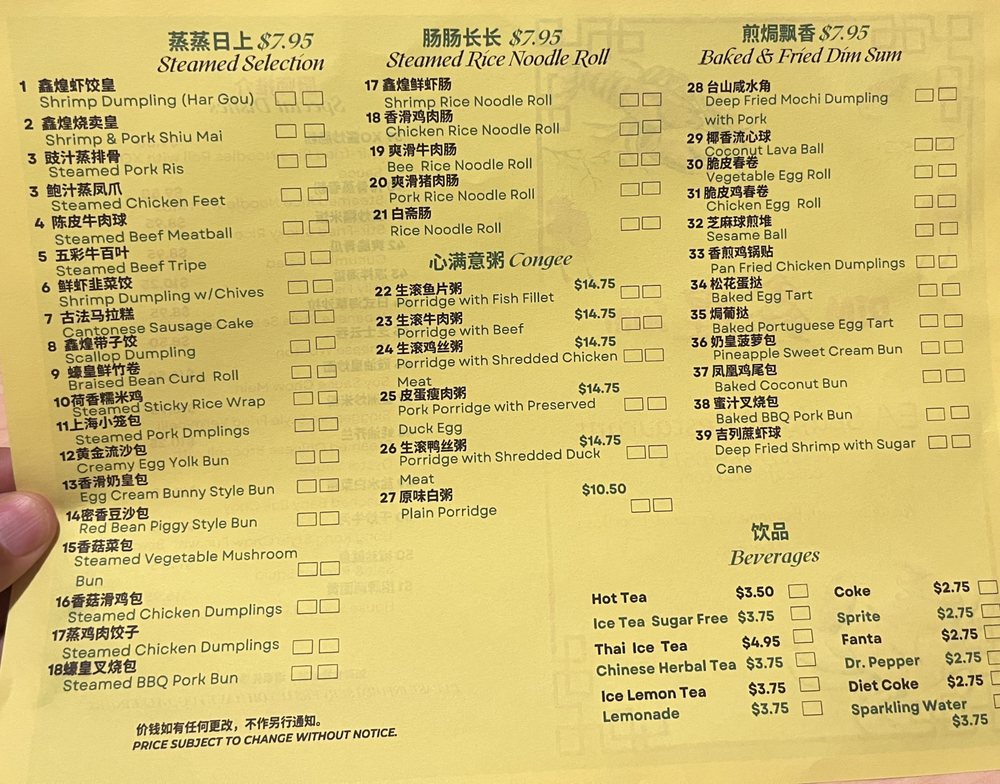 蒸蒸日上 $7.95
Steamed Selection
1 鑫煌虾饺皇
Shrimp Dumpling (Har Gou)
2 鑫煌烧卖皇
Shrimp & Pork Shiu Mai
3 豉汁蒸排骨
Steamed Pork Ris
3 鲍汁蒸凤爪
Steamed Chicken Feet
4 陈皮牛肉球
Steamed Beef Meatball
5 五彩牛百叶
Steamed Beef Tripe
6 鲜虾韭菜饺
Shrimp Dumpling w/Chives
7 古法马拉糕
Cantonese Sausage Cake
8 鑫煌带子饺
Scallop Dumpling
9 蠔皇鲜竹卷
Braised Bean Curd Roll
10荷香糯米鸡
Steamed Sticky Rice Wrap
11上海小笼包
Steamed Pork Dmplings
12黄金流沙包
Creamy Egg Yolk Bun
13香滑奶皇包
Egg Cream Bunny Style Bun
14密香豆沙包
Red Bean Piggy Style Bun
15香菇菜包
Steamed Vegetable Mushroom
Bun
16香菇滑鸡包
Steamed Chicken Dumplings
17蒸鸡肉饺子
Steamed Chicken Dumplings
18蠔皇叉烧包
Steamed BBQ Pork Bun
价钱如有任何更改，不作另行通知。
PRICE SUBJECT TO CHANGE WITHOUT NOTICE.
肠肠长长 $7.95
Steamed Rice Noodle Roll
17 鑫煌鲜虾肠
Shrimp Rice Noodle Roll
18 香滑鸡肉肠
Chicken Rice Noodle Roll
19 爽滑牛肉肠
Bee Rice Noodle Roll
20 爽滑猪肉肠
Pork Rice Noodle Roll
21 白斋肠
Rice Noodle Roll
心满意粥 Congee
22 生滚鱼片粥 $14.75
Porridge with Fish Fillet
23 生滚牛肉粥 $14.75
Porridge with Beef
24 生滚鸡丝粥 $14.75
Porridge with Shredded Chicken
Meat
25 皮蛋瘦肉粥 $14.75
Pork Porridge with Preserved
Duck Egg
26 生滚鸭丝粥 $14.75
Porridge with Shredded Duck
Meat
27 原味白粥 $10.50
Plain Porridge
煎焗飘香 $7.95
Baked & Fried Dim Sum
28 台山咸水角
Deep Fried Mochi Dumpling
with Pork
29 椰香流心球
Coconut Lava Ball
30 脆皮春卷
Vegetable Egg Roll
31 脆皮鸡春卷
Chicken Egg Roll
32 芝麻球煎堆
Sesame Ball
33 香煎鸡锅贴
Pan Fried Chicken Dumplings
34 松花蛋挞
Baked Egg Tart
35 焗葡挞
Baked Portuguese Egg Tart
36 奶皇菠萝包
Pineapple Sweet Cream Bun
37 凤凰鸡尾包
Baked Coconut Bun
38 蜜汁叉烧包
Baked BBQ Pork Bun
39 吉列蔗虾球
Deep Fried Shrimp with Sugar
Cane
饮品
Beverages
Hot Tea $3.50
Ice Tea Sugar Free $3.75
Thai Ice Tea $4.95
Chinese Herbal Tea $3.75
Ice Lemon Tea $3.75
Lemonade $3.75
Coke $2.75
Sprite $2.75
Fanta $2.75
Dr. Pepper $2.75
Diet Coke $2.75
Sparkling Water
$3.75